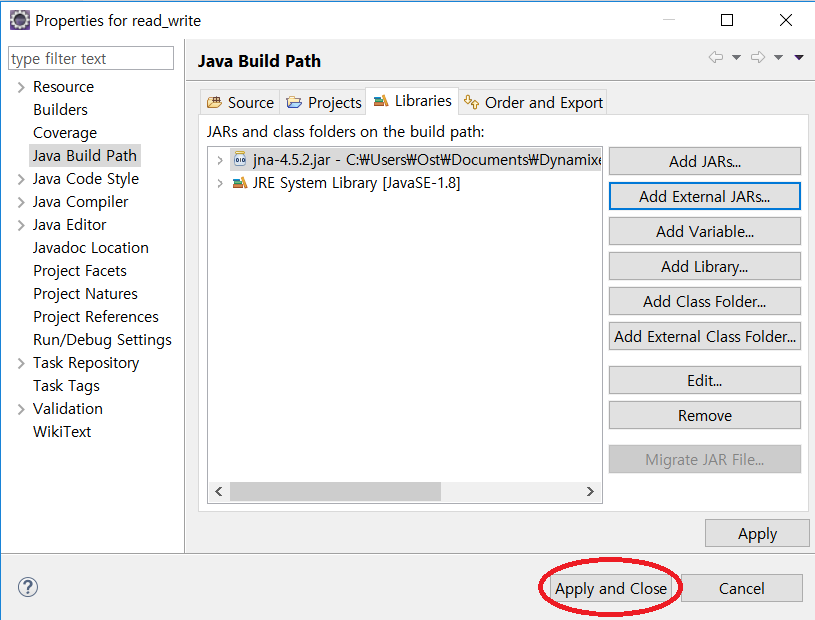 Properties for read_write
type filter text
Resource
Builders
Coverage
Java Build Path
Java Code Style
Java Compiler
Java Editor
Javadoc Location
Project Facets
Project Natures
Project References
Run/Debug Settings
Task Repository
Task Tags
Validation
WikiText
Java Build Path
Source Projects Libraries Order and Export
JARs and class folders on the build path:
jna-4.5.2.jar - C:₩Users₩Ost₩Documents₩Dynamixe
JRE System Library [JavaSE-1.8]
Add JARs...
Add External JARs...
Add Variable...
Add Library...
Add Class Folder...
Add External Class Folder...
Edit...
Remove
Migrate JAR File...
Apply
?
Apply and Close Cancel